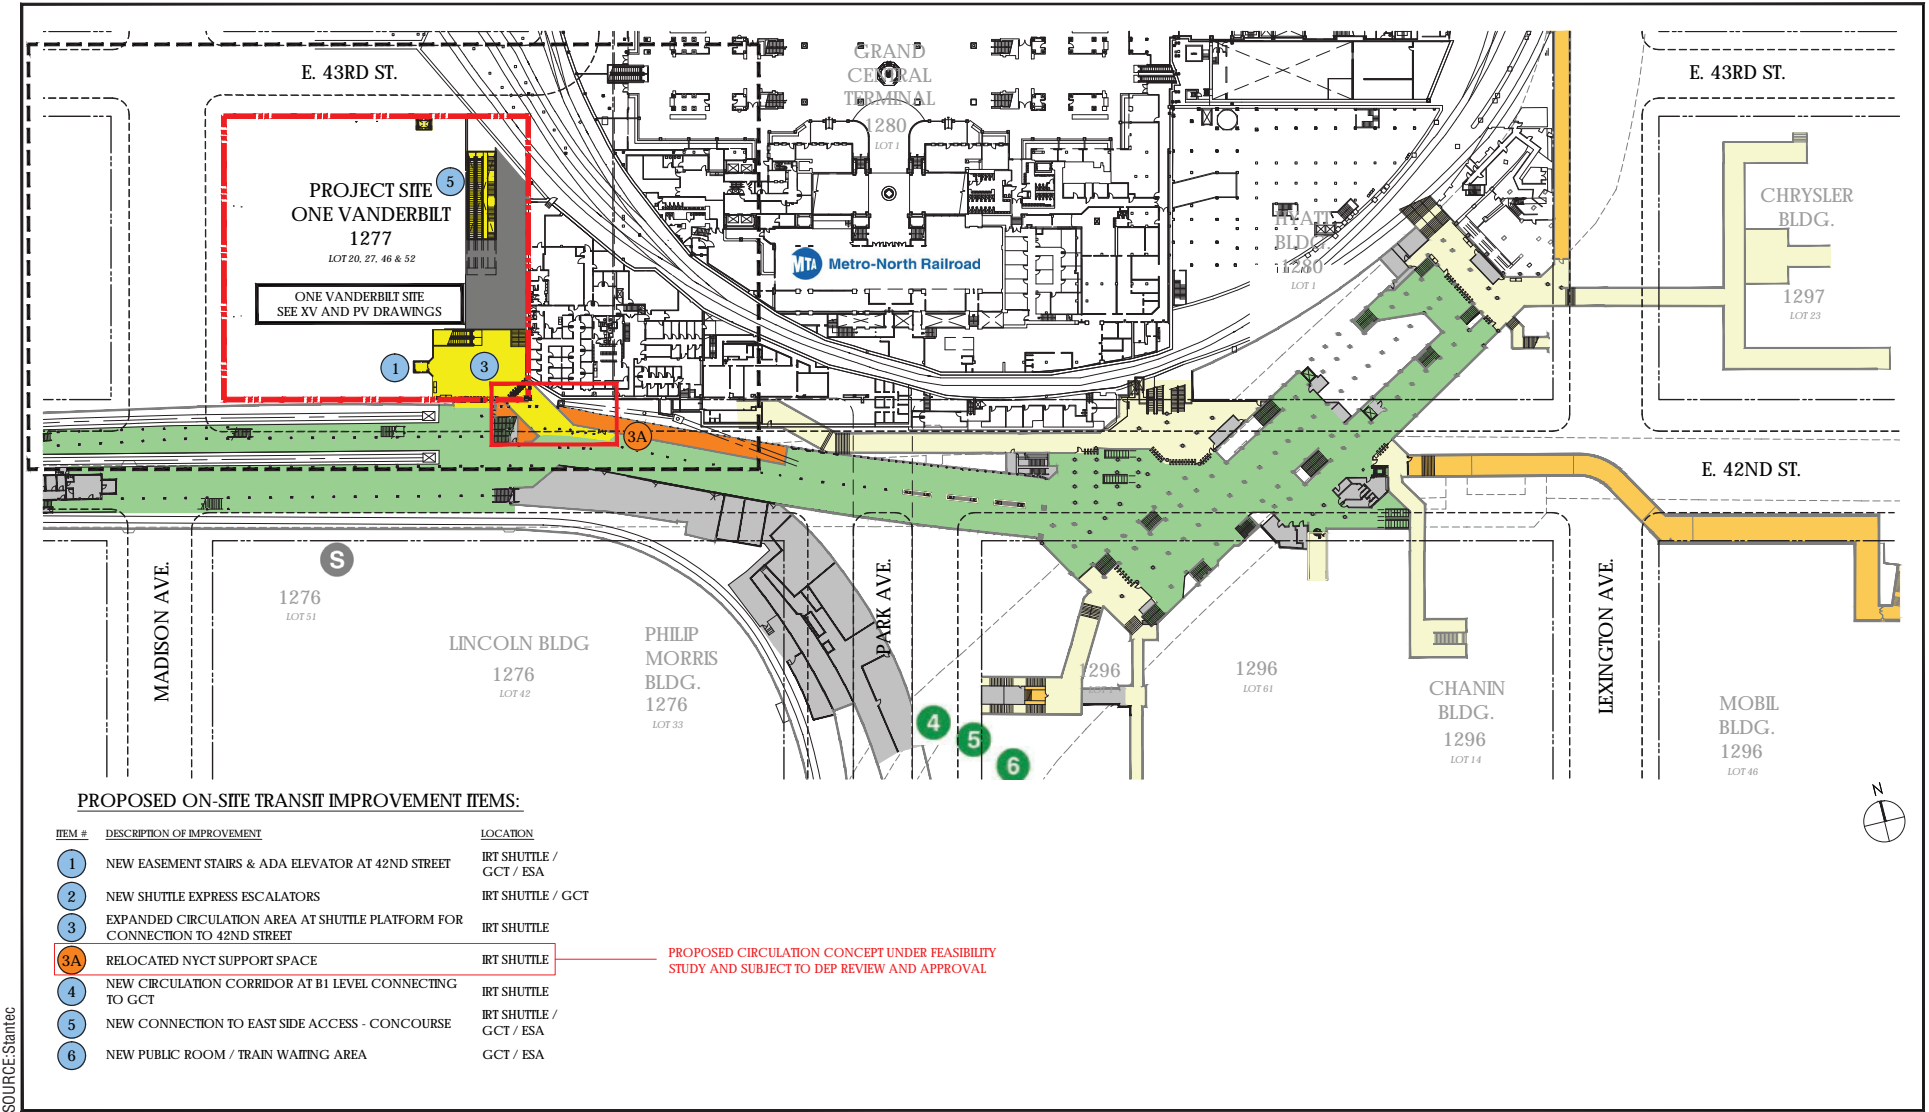 E. 43RD ST.
GRAND
CENTRAL
TERMINAL
1280
LOT 1
E. 43RD ST.
PROJECT SITE
ONE VANDERBILT
1277
LOT 20, 27, 46 & 52
5
ONE VANDERBILT SITE
SEE XV AND PV DRAWINGS
MTA Metro-North Railroad
HYATT
BLDG.
1280
LOT 1
CHRYSLER
BLDG.
1297
LOT 23
1
3
3A
E. 42ND ST.
S
1276
LOT 51
MADISON AVE.
LINCOLN BLDG
1276
LOT 42
PHILIP
MORRIS
BLDG.
1276
LOT 33
PARK AVE.
4
5
6
1296
1296
LOT 61
CHANIN
BLDG.
1296
LOT 14
LEXINGTON AVE.
MOBIL
BLDG.
1296
LOT 46
N
PROPOSED ON-SITE TRANSIT IMPROVEMENT ITEMS:
ITEM # DESCRIPTION OF IMPROVEMENT LOCATION
1 NEW EASEMENT STAIRS & ADA ELEVATOR AT 42ND STREET IRT SHUTTLE /
GCT / ESA
2 NEW SHUTTLE EXPRESS ESCALATORS IRT SHUTTLE / GCT
3 EXPANDED CIRCULATION AREA AT SHUTTLE PLATFORM FOR
CONNECTION TO 42ND STREET IRT SHUTTLE
3A RELOCATED NYCT SUPPORT SPACE IRT SHUTTLE
PROPOSED CIRCULATION CONCEPT UNDER FEASIBILITY
STUDY AND SUBJECT TO DEP REVIEW AND APPROVAL
4 NEW CIRCULATION CORRIDOR AT B1 LEVEL CONNECTING
TO GCT IRT SHUTTLE
5 NEW CONNECTION TO EAST SIDE ACCESS - CONCOURSE IRT SHUTTLE /
GCT / ESA
6 NEW PUBLIC ROOM / TRAIN WAITING AREA GCT / ESA
SOURCE:Stantec